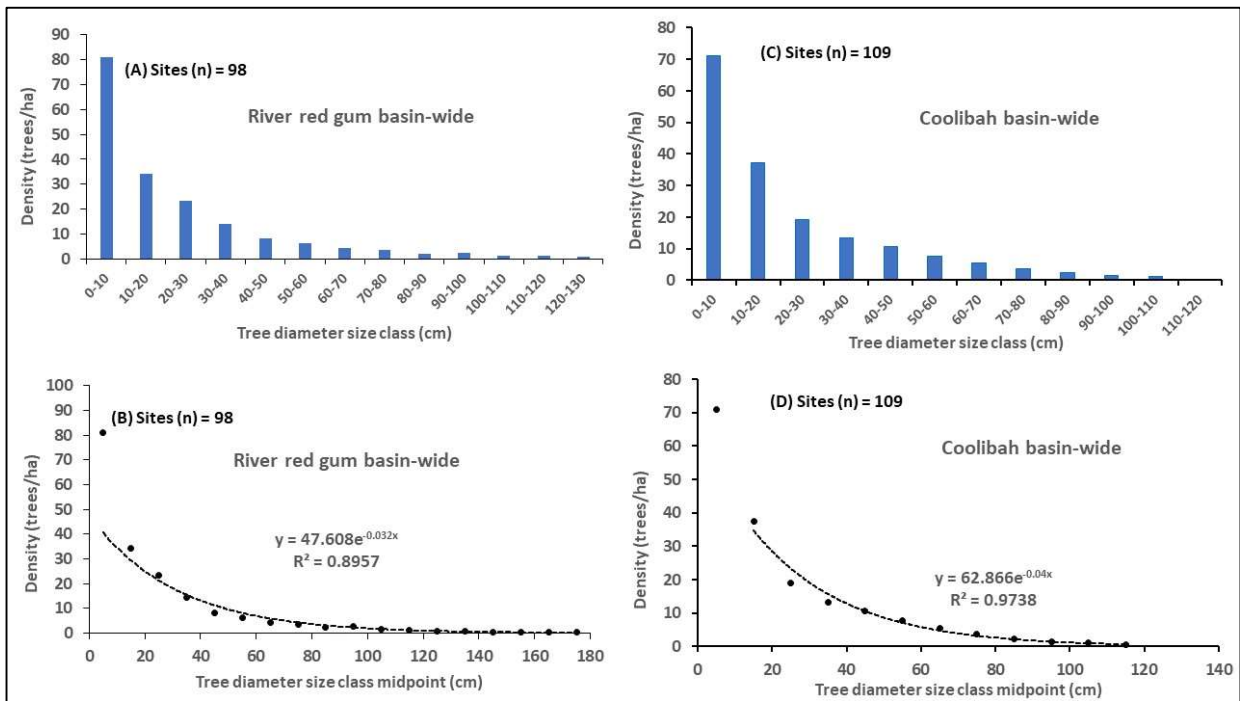 (A) Sites (n) = 98
River red gum basin-wide
Density (trees/ha)
90
80
70
60
50
40
30
20
10
0
0-10
10-20
20-30
30-40
40-50
50-60
60-70
70-80
80-90
90-100
100-110
110-120
120-130
Tree diameter size class (cm)
(C) Sites (n) = 109
Coolibah basin-wide
Density (trees/ha)
80
70
60
50
40
30
20
10
0
0-10
10-20
20-30
30-40
40-50
50-60
60-70
70-80
80-90
90-100
100-110
110-120
Tree diameter size class (cm)
(B) Sites (n) = 98
River red gum basin-wide
y = 47.608e^-0.032x
R² = 0.8957
Density (trees/ha)
100
90
80
70
60
50
40
30
20
10
0
0 20 40 60 80 100 120 140 160 180
Tree diameter size class midpoint (cm)
(D) Sites (n) = 109
Coolibah basin-wide
y = 62.866e^-0.04x
R² = 0.9738
Density (trees/ha)
80
70
60
50
40
30
20
10
0
0 20 40 60 80 100 120 140
Tree diameter size class midpoint (cm)